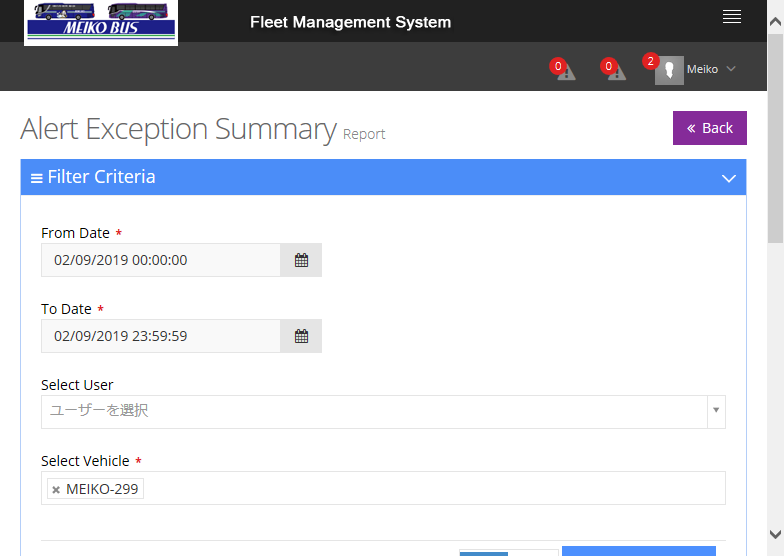 MEIKO BUS
Fleet Management System
0
0
2
Meiko
Alert Exception Summary Report
« Back
Filter Criteria
From Date *
02/09/2019 00:00:00
To Date *
02/09/2019 23:59:59
Select User
ユーザーを選択
Select Vehicle *
× MEIKO-299